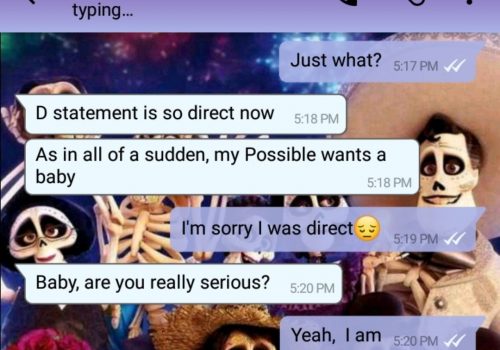 typing...
Just what? 5:17 PM
D statement is so direct now 5:18 PM
As in all of a sudden, my Possible wants a
baby 5:18 PM
I'm sorry I was direct😔 5:19 PM
Baby, are you really serious? 5:20 PM
Yeah, I am 5:20 PM